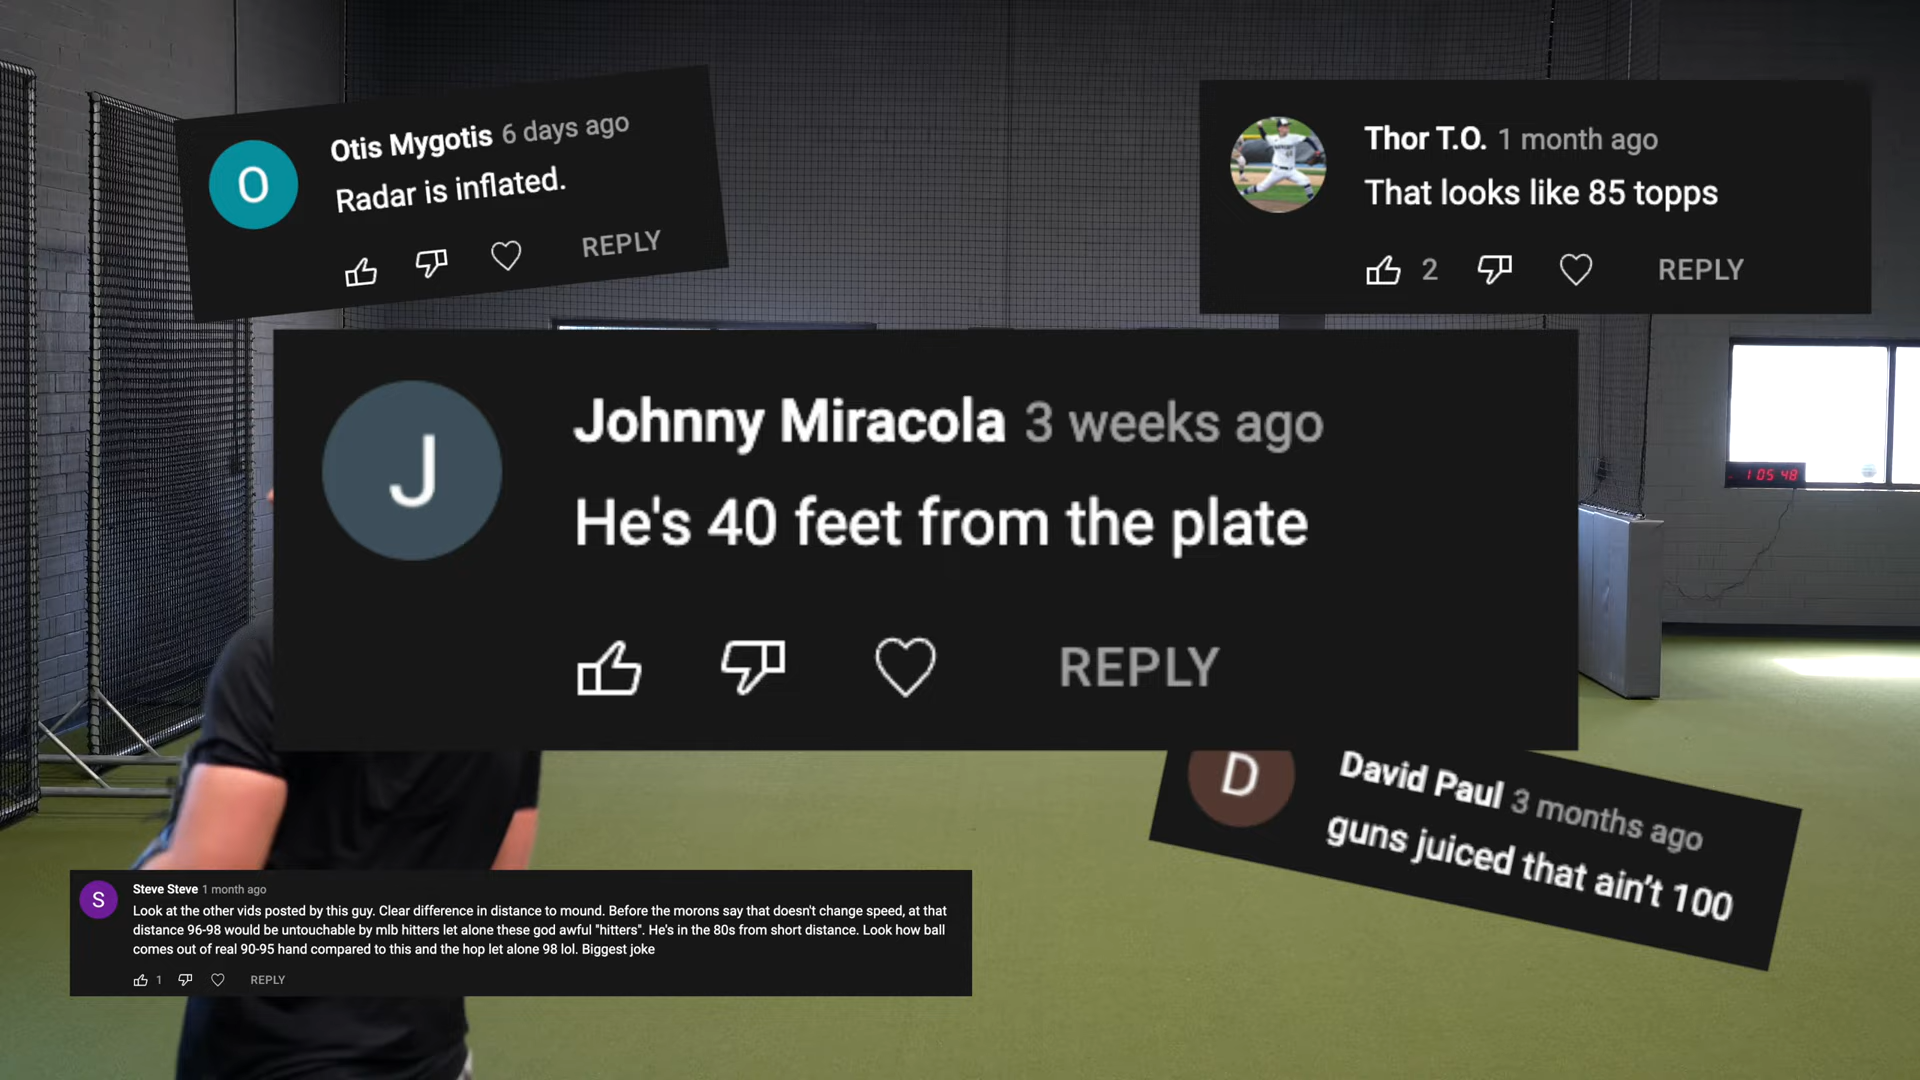 O
Otis Mygotis 6 days ago
Radar is inflated.
REPLY
Thor T.O. 1 month ago
That looks like 85 topps
2 REPLY
J
Johnny Miracola 3 weeks ago
He's 40 feet from the plate
REPLY
1 05 48
D
David Paul 3 months ago
guns juiced that ain't 100
S
Steve Steve 1 month ago
Look at the other vids posted by this guy. Clear difference in distance to mound. Before the morons say that doesn't change speed, at that
distance 96-98 would be untouchable by mlb hitters let alone these god awful "hitters". He's in the 80s from short distance. Look how ball
comes out of real 90-95 hand compared to this and the hop let alone 98 lol. Biggest joke
1 REPLY